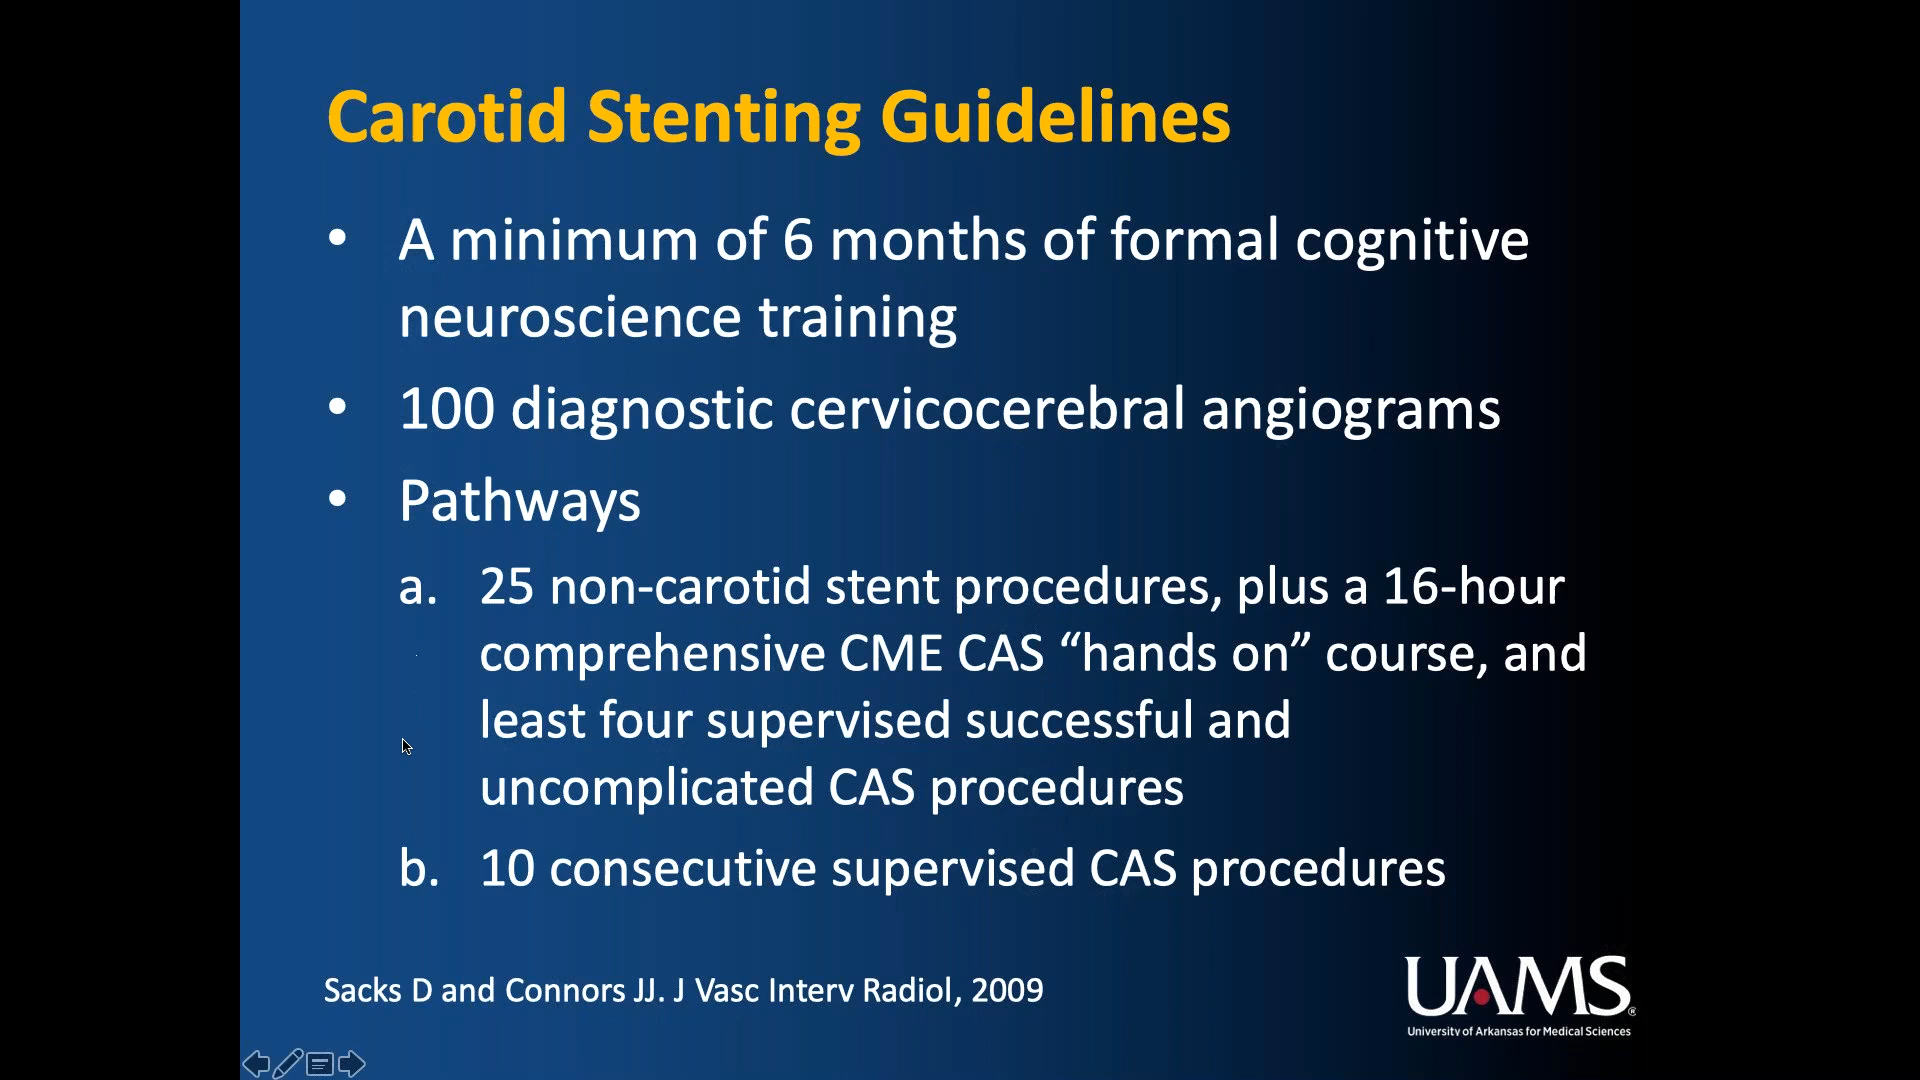 Carotid Stenting Guidelines
• A minimum of 6 months of formal cognitive
neuroscience training
• 100 diagnostic cervicocerebral angiograms
• Pathways
a. 25 non-carotid stent procedures, plus a 16-hour
comprehensive CME CAS “hands on” course, and
least four supervised successful and
uncomplicated CAS procedures
b. 10 consecutive supervised CAS procedures
Sacks D and Connors JJ. J Vasc Interv Radiol, 2009
UAMS®
University of Arkansas for Medical Sciences